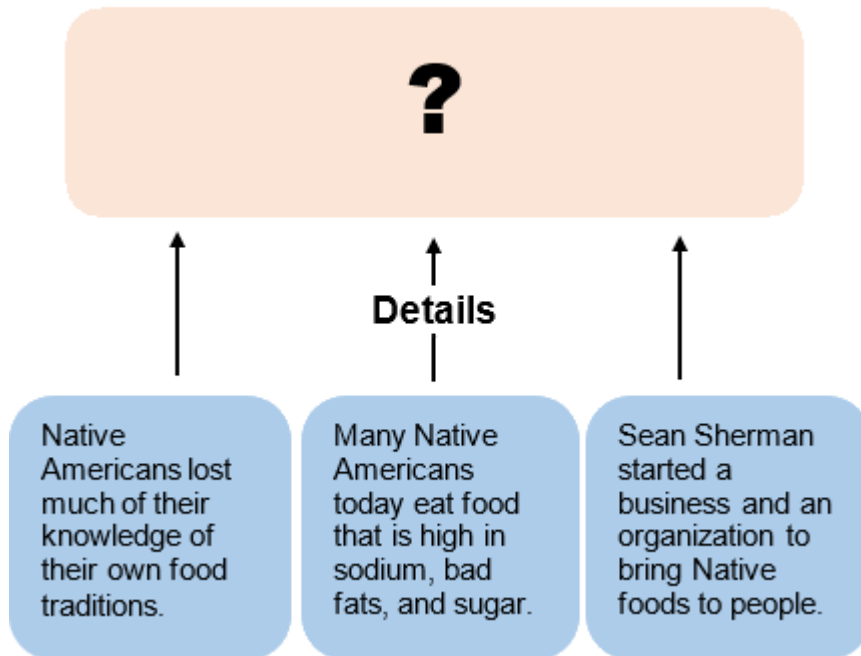 ?
Details
Native
Americans lost
much of their
knowledge of
their own food
traditions.
Many Native
Americans
today eat food
that is high in
sodium, bad
fats, and sugar.
Sean Sherman
started a
business and an
organization to
bring Native
foods to people.